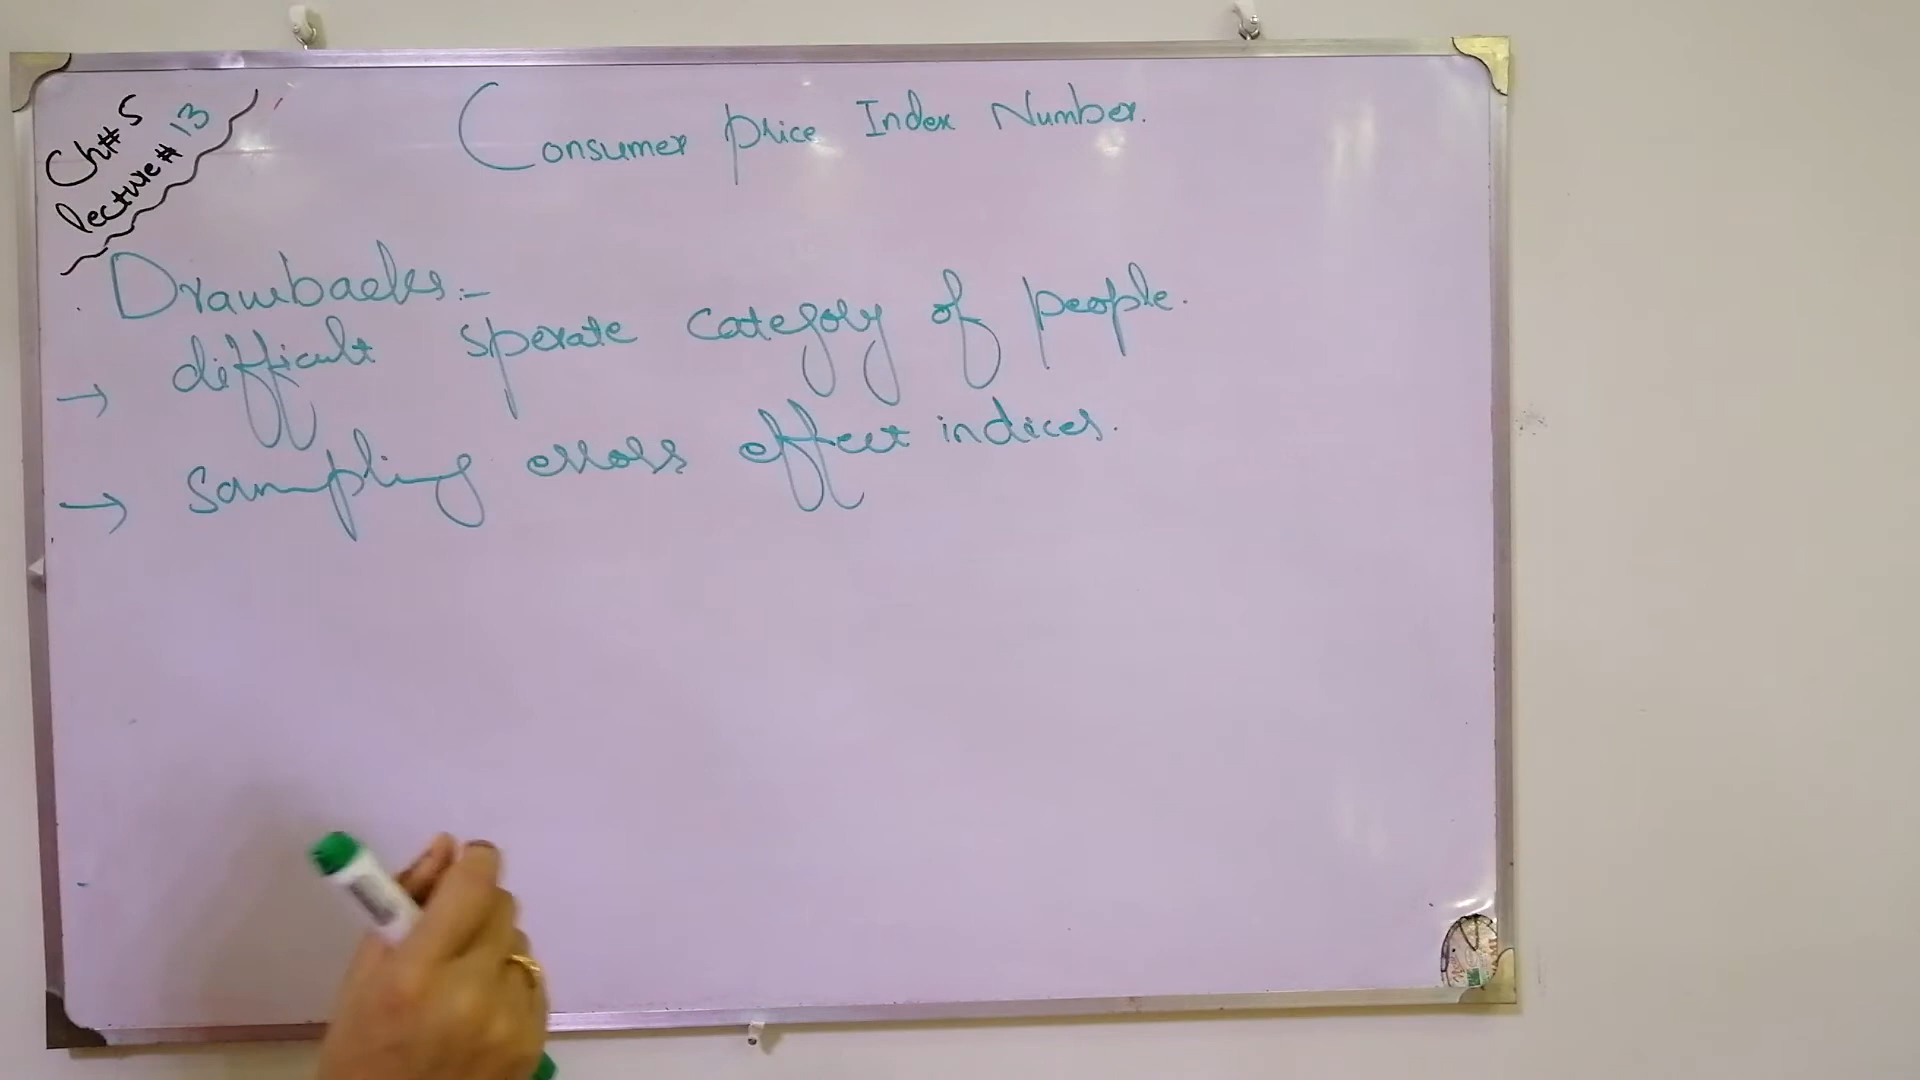 Ch# 5
lecture# 13
Consumer price Index Number.
Drawbacks:-
→ difficult sperate category of people.
→ sampling errors effect indices.